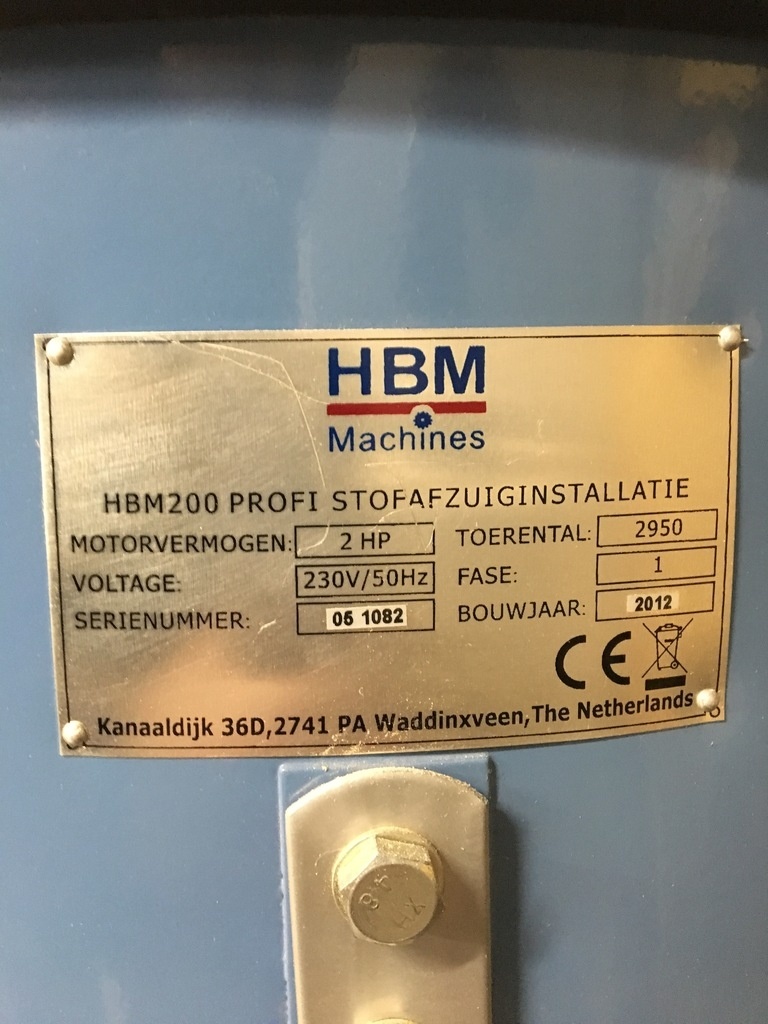 HBM
Machines
HBM200 PROFI STOFAFZUIGINSTALLATIE
MOTORVERMOGEN: 2 HP TOERENTAL: 2950
VOLTAGE: 230V/50Hz FASE: 1
SERIENUMMER: 05 1082 BOUWJAAR: 2012
CE
Kanaaldijk 36D,2741 PA Waddinxveen,The Netherlands